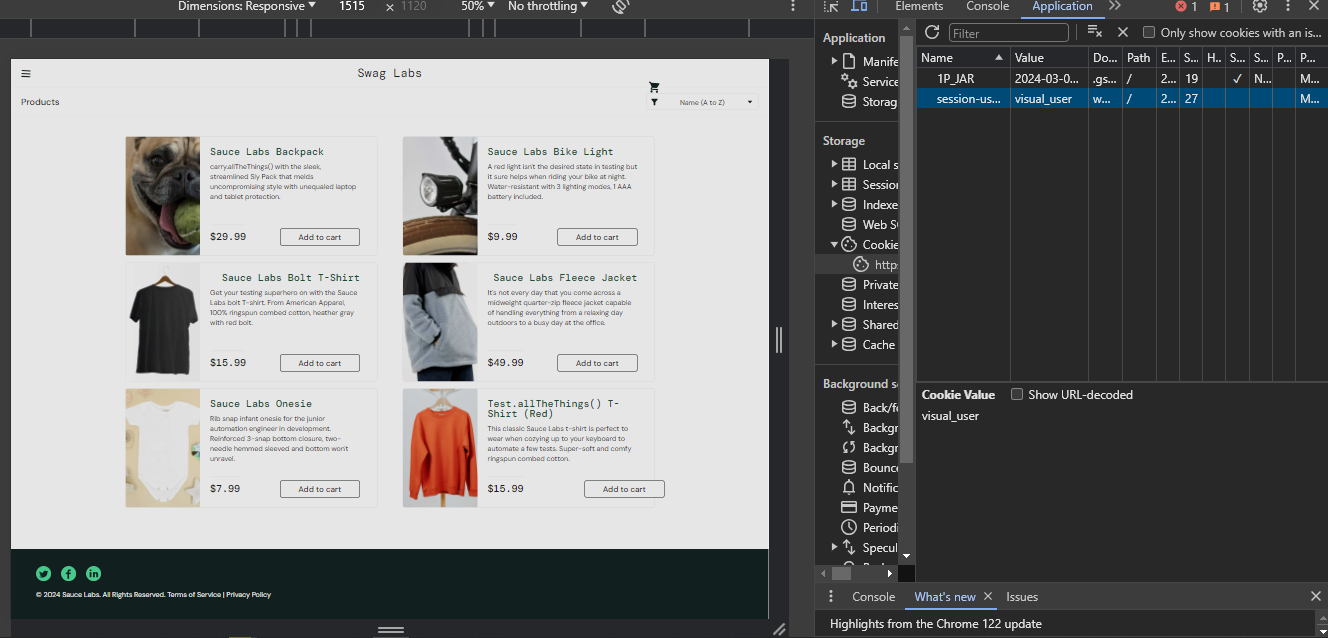 Dimensions: Responsive ▼ 1515 × 1120 50% ▼ No throttling ▼
Swag Labs
Products
Name (A to Z)
Sauce Labs Backpack
carry.allTheThings() with the sleek,
streamlined Sly Pack that melds
uncompromising style with unequaled laptop
and tablet protection.
$29.99
Add to cart
Sauce Labs Bike Light
A red light isn't the desired state in testing but
it sure helps when riding your bike at night.
Water-resistant with 3 lighting modes, 1 AAA
battery included.
$9.99
Add to cart
Sauce Labs Bolt T-Shirt
Get your testing superhero on with the Sauce
Labs bolt T-shirt. From American Apparel,
100% ringspun combed cotton, heather gray
with red bolt.
$15.99
Add to cart
Sauce Labs Fleece Jacket
It's not every day that you come across a
midweight quarter-zip fleece jacket capable
of handling everything from a relaxing day
outdoors to a busy day at the office.
$49.99
Add to cart
Sauce Labs Onesie
Rib snap infant onesie for the junior
automation engineer in development.
Reinforced 3-snap bottom closure, two-
needle hemmed sleeved and bottom won't
unravel.
$7.99
Add to cart
Test.allTheThings() T-
Shirt (Red)
This classic Sauce Labs t-shirt is perfect to
wear when cozying up to your keyboard to
automate a few tests. Super-soft and comfy
ringspun combed cotton.
$15.99
Add to cart
© 2024 Sauce Labs. All Rights Reserved. Terms of Service | Privacy Policy
Elements Console Application 1 1
Application
Manife
Service
Storag
Storage
Local s
Session
Indexe
Web S
Cookie
http
Private
Interes
Shared
Cache
Background se
Back/fe
Backgr
Backgr
Bounce
Notific
Payme
Periodi
Specul
Filter
Only show cookies with an is...
Name Value Do... Path E... S... H.. S... S... P... P...
1P_JAR 2024-03-0... .gs... / 2... 19 ✓ N... M...
session-us... visual_user w... / 2... 27 M...
Cookie Value Show URL-decoded
visual_user
Console What's new Issues
Highlights from the Chrome 122 update